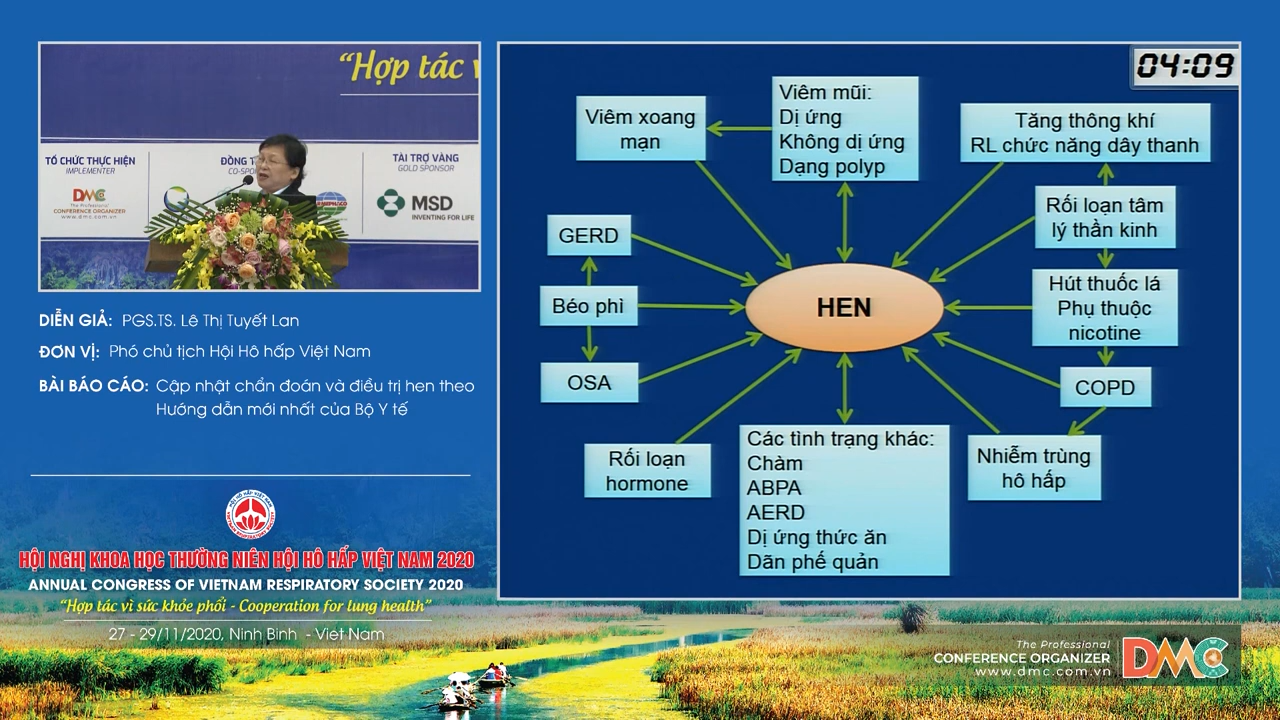 “Hợp tác v
TỔ CHỨC THỰC HIỆN
IMPLEMENTER
DMC
The Professional
CONFERENCE ORGANIZER
www.dmc.com.vn
ĐỒNG T
CO-SPO
TÀI TRỢ VÀNG
GOLD SPONSOR
MSD
INVENTING FOR LIFE
DIỄN GIẢ: PGS.TS. Lê Thị Tuyết Lan
ĐƠN VỊ: Phó chủ tịch Hội Hô hấp Việt Nam
BÀI BÁO CÁO: Cập nhật chẩn đoán và điều trị hen theo
Hướng dẫn mới nhất của Bộ Y tế
HỘI NGHỊ KHOA HỌC THƯỜNG NIÊN HỘI HÔ HẤP VIỆT NAM 2020
ANNUAL CONGRESS OF VIETNAM RESPIRATORY SOCIETY 2020
“Hợp tác vì sức khỏe phổi - Cooperation for lung health”
27 - 29/11/2020, Ninh Bình - Viet Nam
04:09
Viêm xoang
mạn
Viêm mũi:
Dị ứng
Không dị ứng
Dạng polyp
Tăng thông khí
RL chức năng dây thanh
Rối loạn tâm
lý thần kinh
GERD
Béo phì
OSA
HEN
Hút thuốc lá
Phụ thuộc
nicotine
COPD
Rối loạn
hormone
Các tình trạng khác:
Chàm
ABPA
AERD
Dị ứng thức ăn
Dãn phế quản
Nhiễm trùng
hô hấp
The Professional
CONFERENCE ORGANIZER
www.dmc.com.vn
DMC